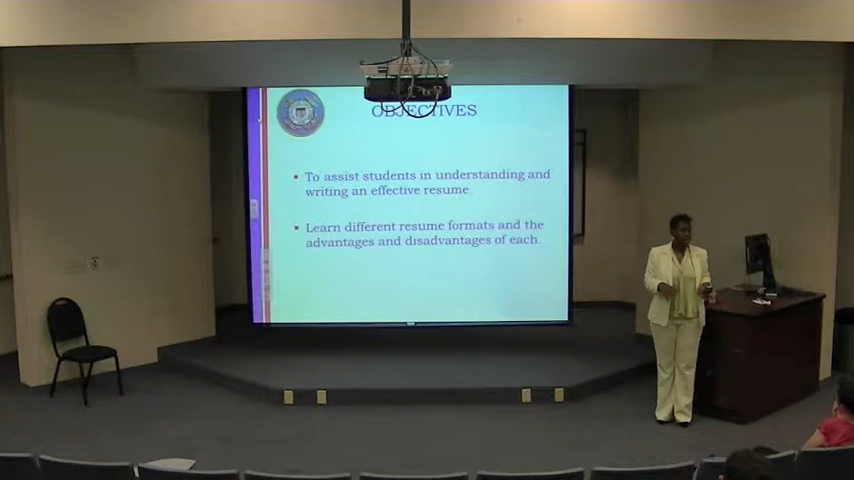 OBJECTIVES
▪ To assist students in understanding and
writing an effective resume.
▪ Learn different resume formats and the
advantages and disadvantages of each.